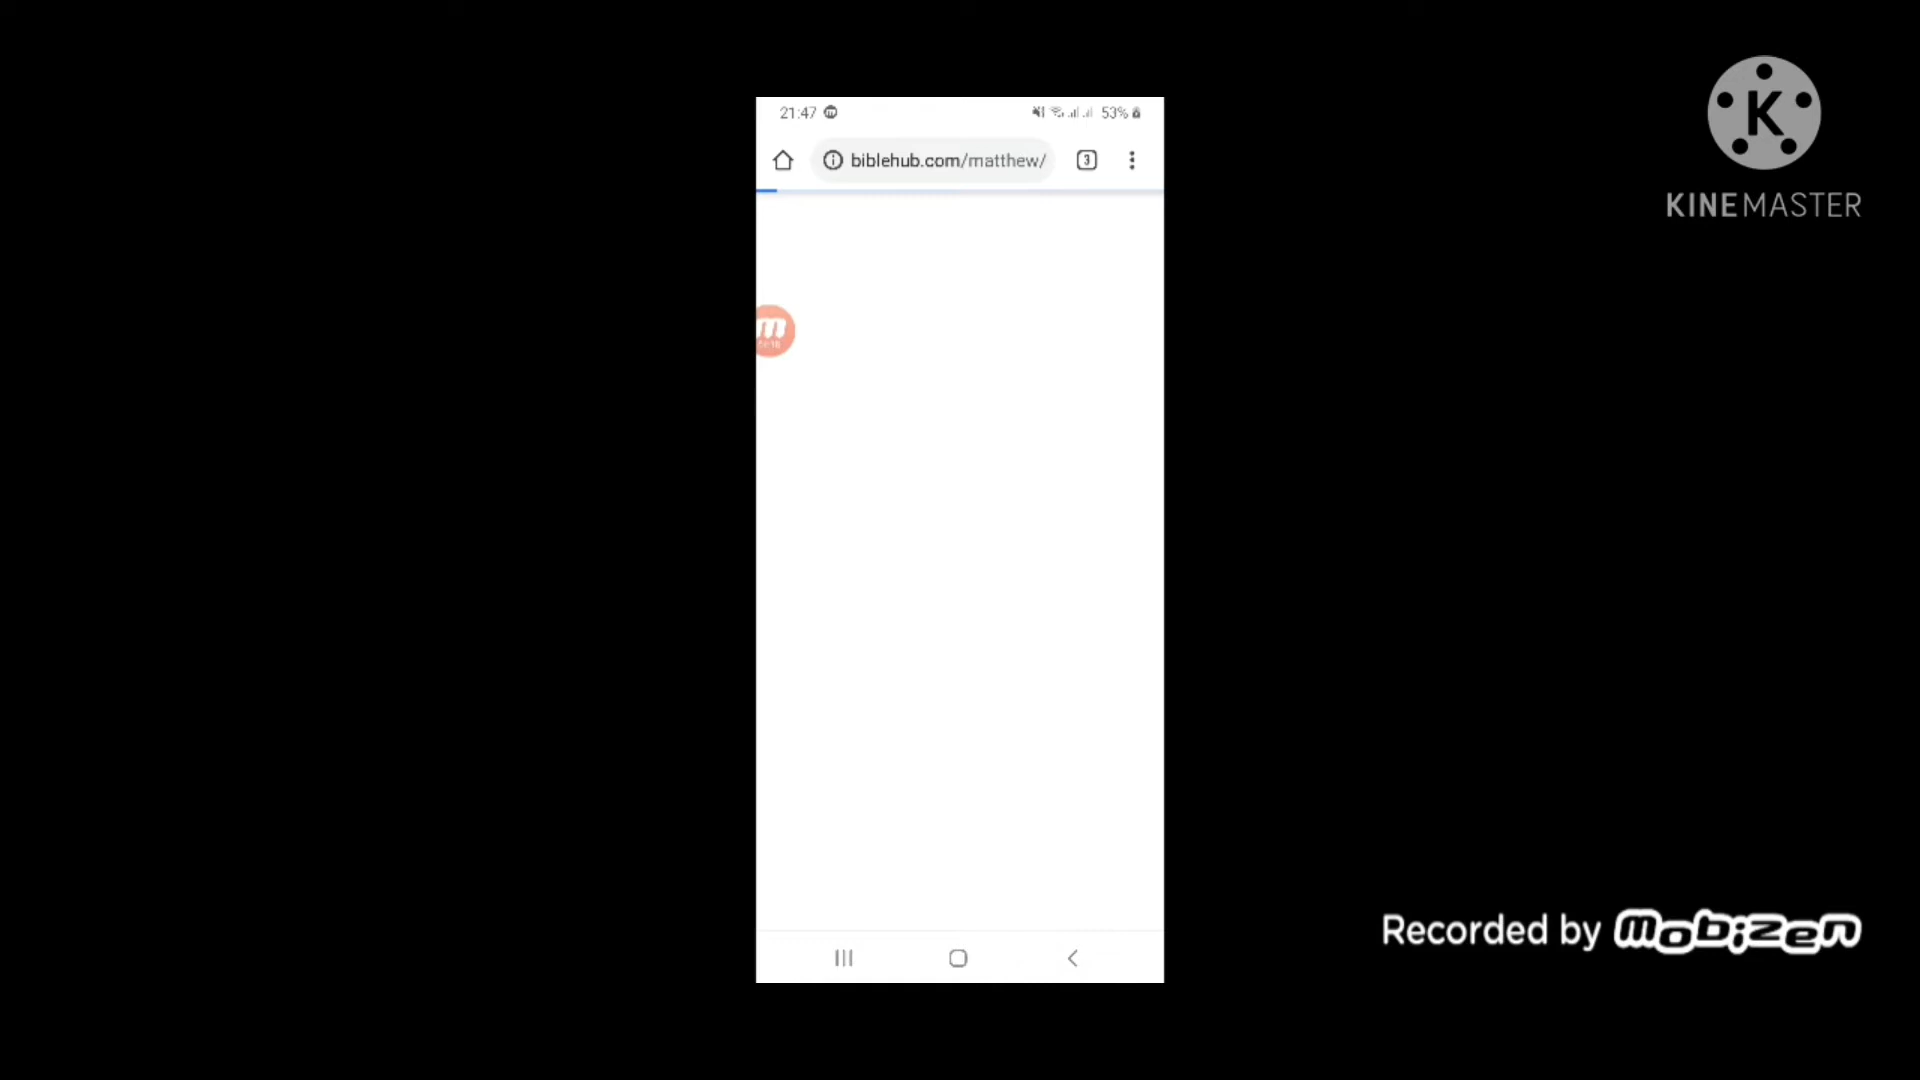 21:47
53%
biblehub.com/matthew/
3
K
KINEMASTER
m
Recorded by mobizen